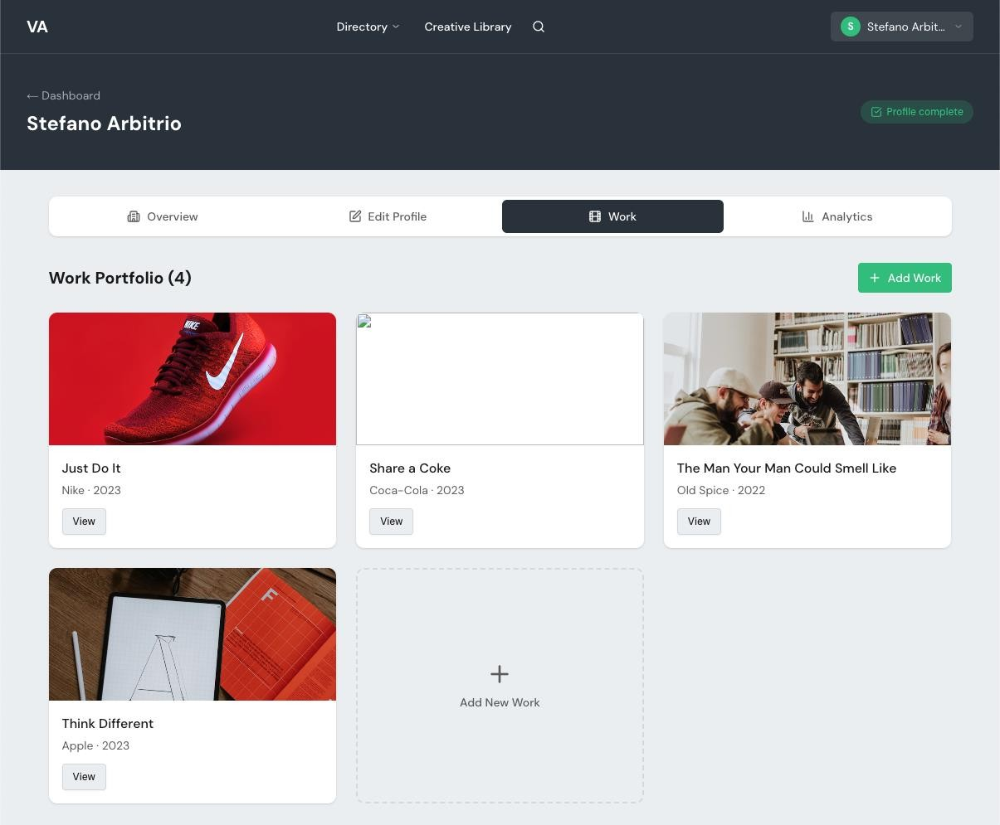 VA
Directory
Creative Library
S
Stefano Arbit...
← Dashboard
Stefano Arbitrio
Profile complete
Overview
Edit Profile
Work
Analytics
Work Portfolio (4)
+ Add Work
NIKE
Just Do It
Nike · 2023
View
Share a Coke
Coca-Cola · 2023
View
The Man Your Man Could Smell Like
Old Spice · 2022
View
F
Think Different
Apple · 2023
View
Add New Work